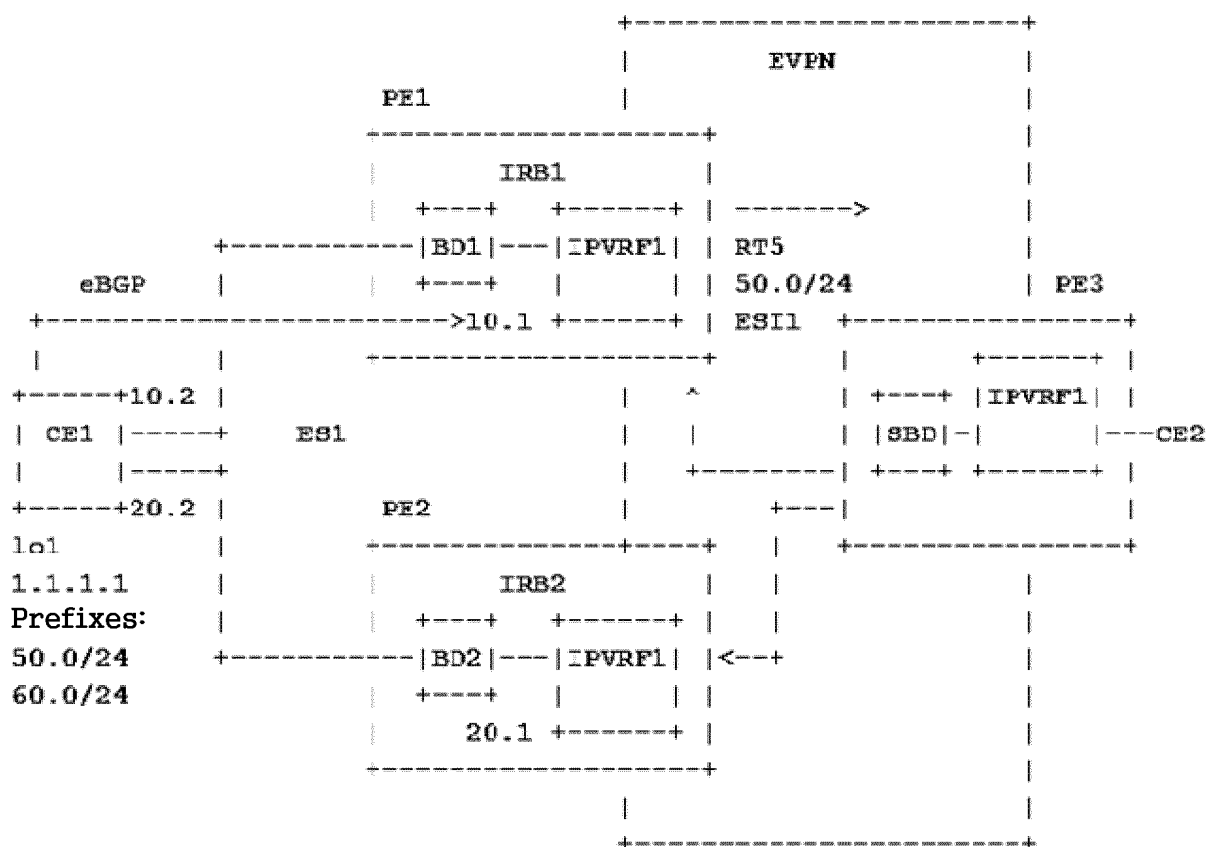 EVPN
PE1
IRB1
------->
BD1 IPVRF1 RT5
eBGP 50.0/24 PE3
>10.1 ESI1
10.2 IPVRF1
CE1 ES1 SBD CE2
20.2 PE2
lo1
1.1.1.1 IRB2
Prefixes:
50.0/24 BD2 IPVRF1
60.0/24
20.1